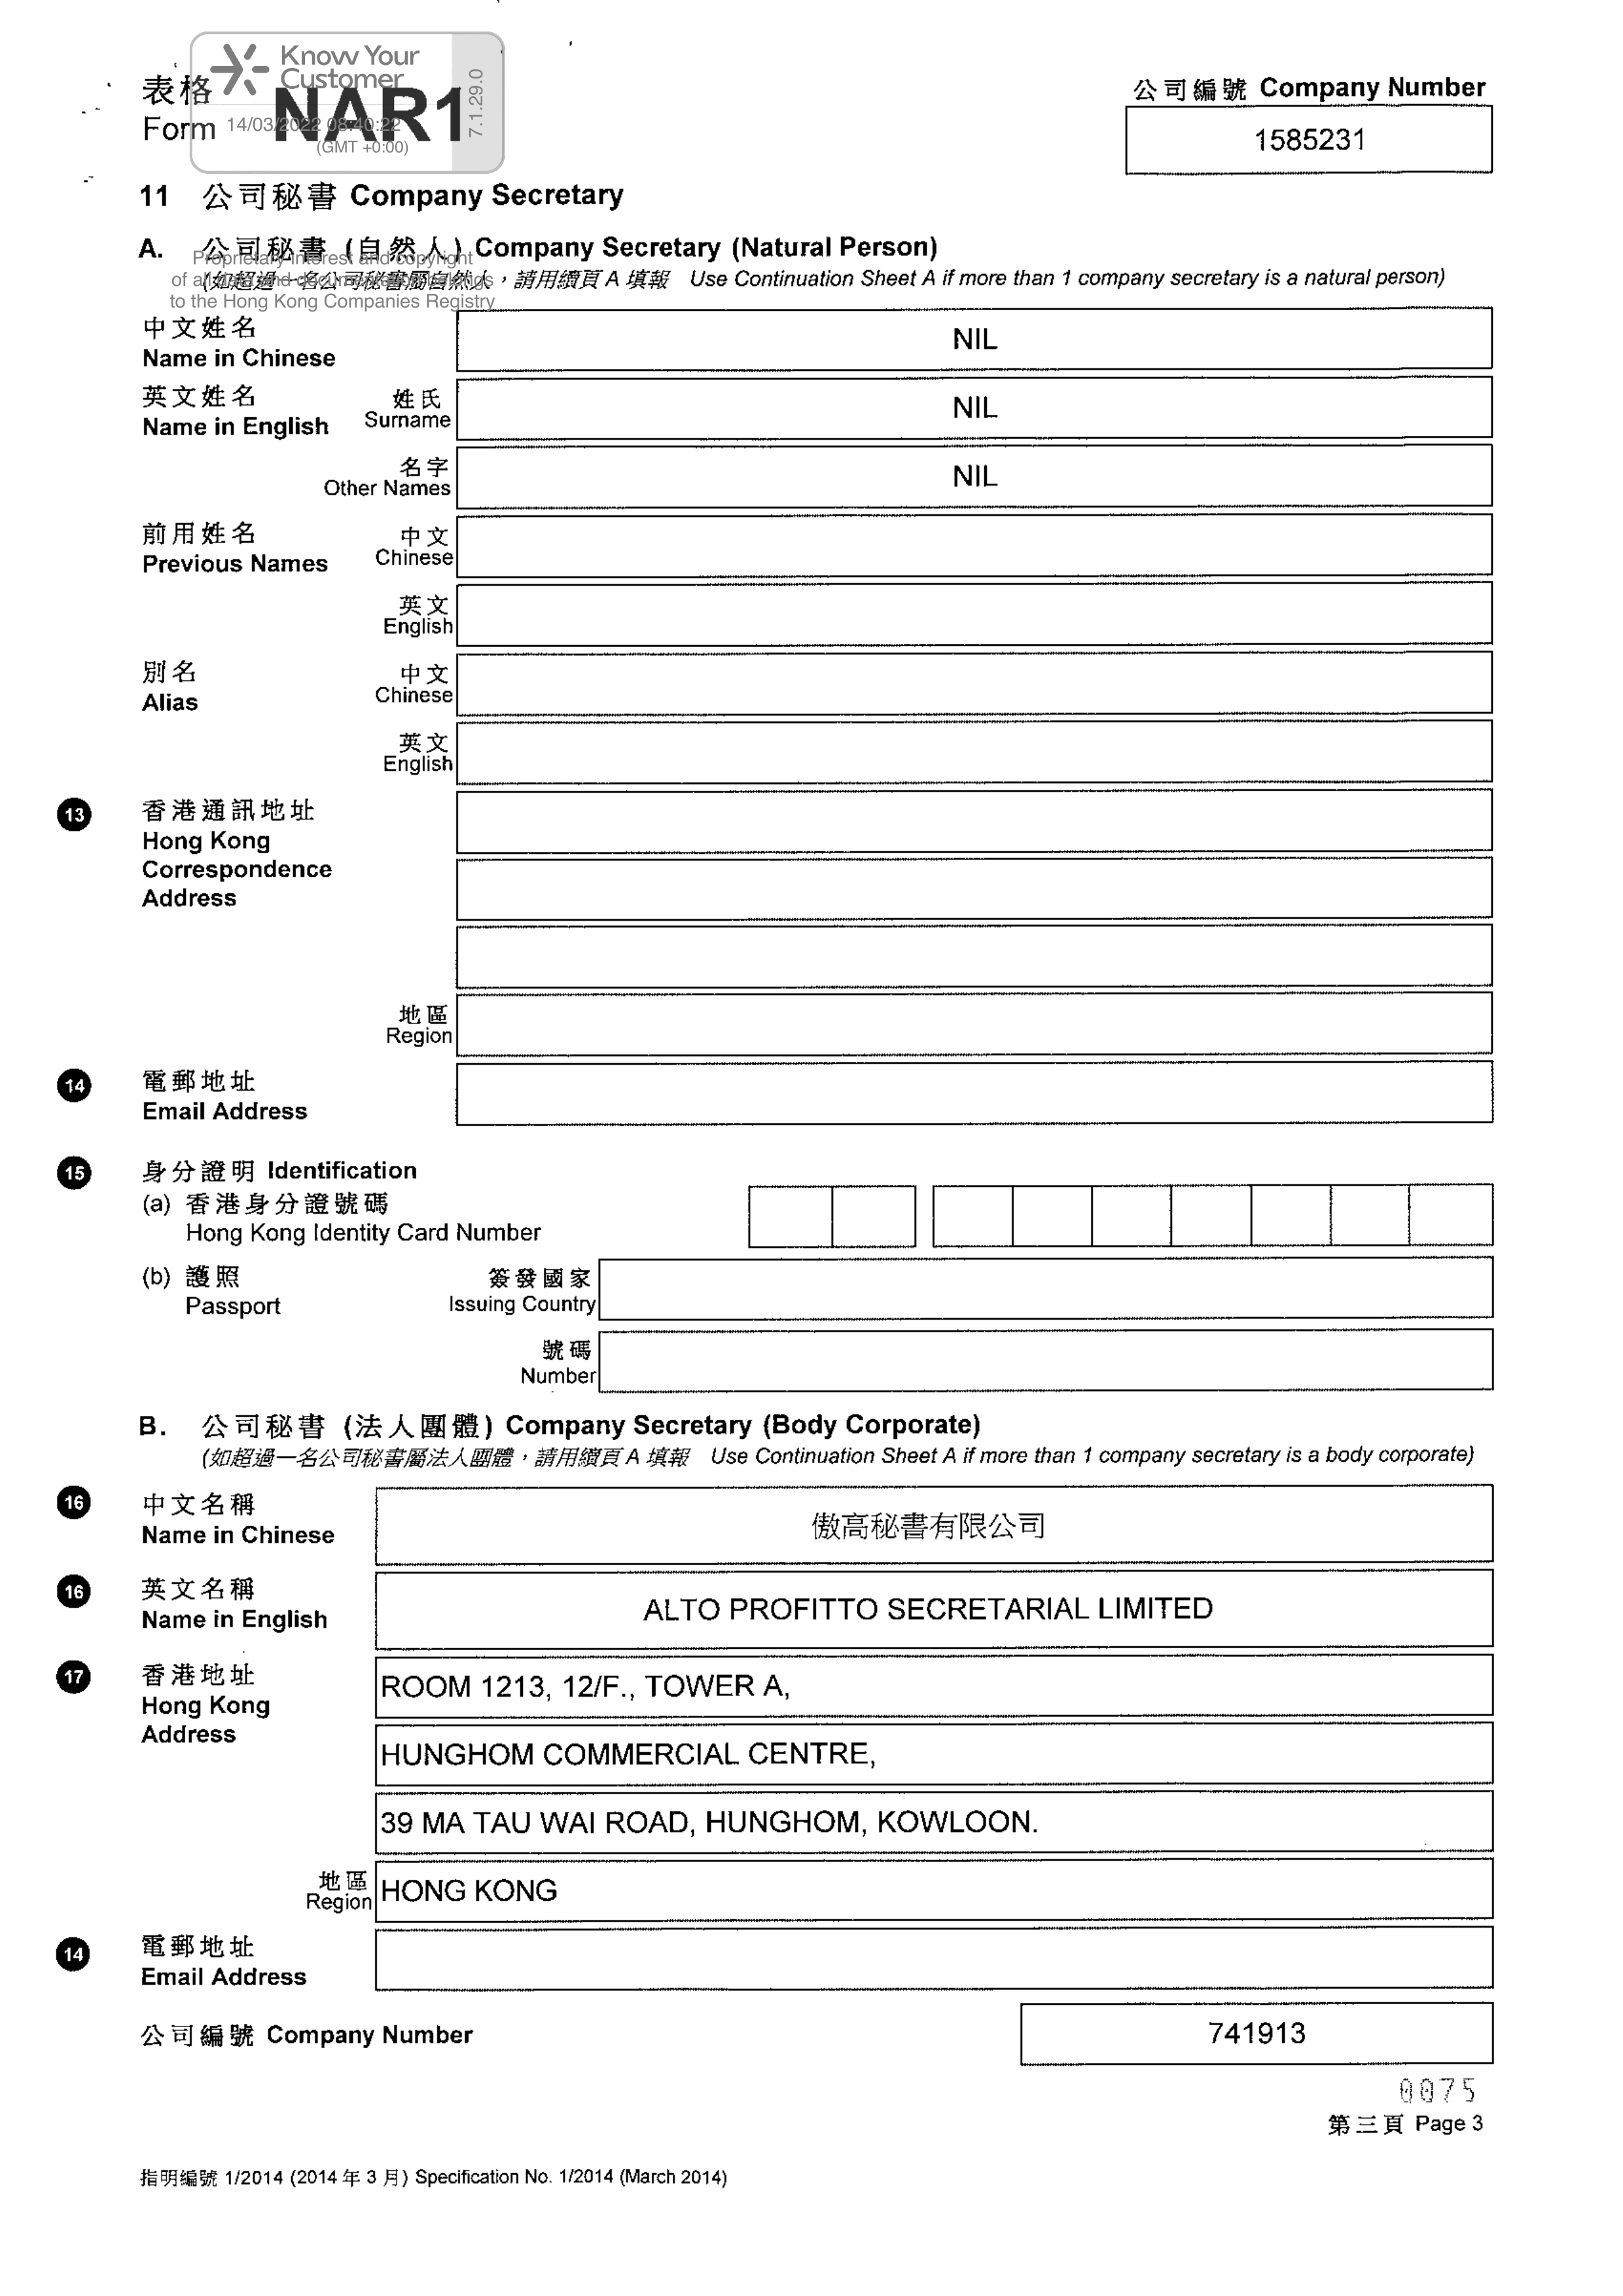 Know Your
Customer
14/03/2022 08:40:22
(GMT +0:00)
7.1.29.0
表格
Form NAR1
公司編號 Company Number
1585231
11 公司秘書 Company Secretary
A. 公司秘書 (自然人) Company Secretary (Natural Person)
(如超過一名公司秘書屬自然人，請用續頁 A 填報 Use Continuation Sheet A if more than 1 company secretary is a natural person)
Proprietary Interest and copyright
of all data and documents belongs
to the Hong Kong Companies Registry
中文姓名
Name in Chinese
NIL
英文姓名
Name in English
姓氏
Surname
NIL
名字
Other Names
NIL
前用姓名
Previous Names
中文
Chinese
英文
English
別名
Alias
中文
Chinese
英文
English
13 香港通訊地址
Hong Kong
Correspondence
Address
地區
Region
14 電郵地址
Email Address
15 身分證明 Identification
(a) 香港身分證號碼
Hong Kong Identity Card Number
(b) 護照
Passport
簽發國家
Issuing Country
號碼
Number
B. 公司秘書 (法人團體) Company Secretary (Body Corporate)
(如超過一名公司秘書屬法人團體，請用續頁 A 填報 Use Continuation Sheet A if more than 1 company secretary is a body corporate)
16 中文名稱
Name in Chinese
傲高秘書有限公司
16 英文名稱
Name in English
ALTO PROFITTO SECRETARIAL LIMITED
17 香港地址
Hong Kong
Address
ROOM 1213, 12/F., TOWER A,
HUNGHOM COMMERCIAL CENTRE,
39 MA TAU WAI ROAD, HUNGHOM, KOWLOON.
地區
Region
HONG KONG
14 電郵地址
Email Address
公司編號 Company Number
741913
0075
第三頁 Page 3
指明編號 1/2014 (2014 年 3 月) Specification No. 1/2014 (March 2014)